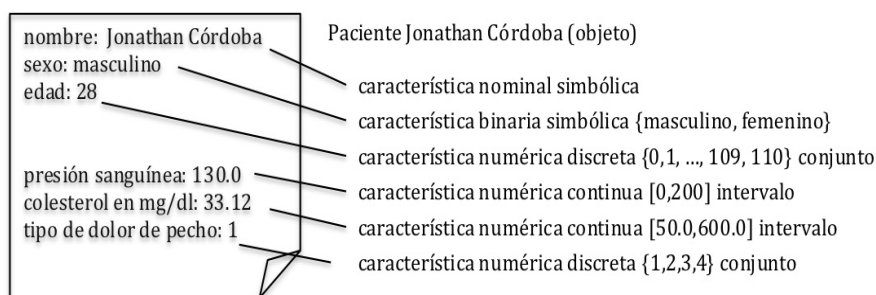 nombre: Jonathan Córdoba
sexo: masculino
edad: 28
presión sanguínea: 130.0
colesterol en mg/dl: 33.12
tipo de dolor de pecho: 1
Paciente Jonathan Córdoba (objeto)
característica nominal simbólica
característica binaria simbólica {masculino, femenino}
característica numérica discreta {0,1, ..., 109, 110} conjunto
característica numérica continua [0,200] intervalo
característica numérica continua [50.0,600.0] intervalo
característica numérica discreta {1,2,3,4} conjunto